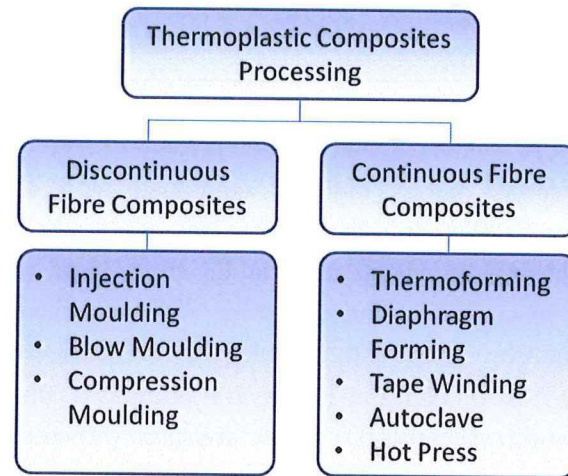 Thermoplastic Composites
Processing
Discontinuous
Fibre Composites
• Injection
Moulding
• Blow Moulding
• Compression
Moulding
Continuous Fibre
Composites
• Thermoforming
• Diaphragm
Forming
• Tape Winding
• Autoclave
• Hot Press